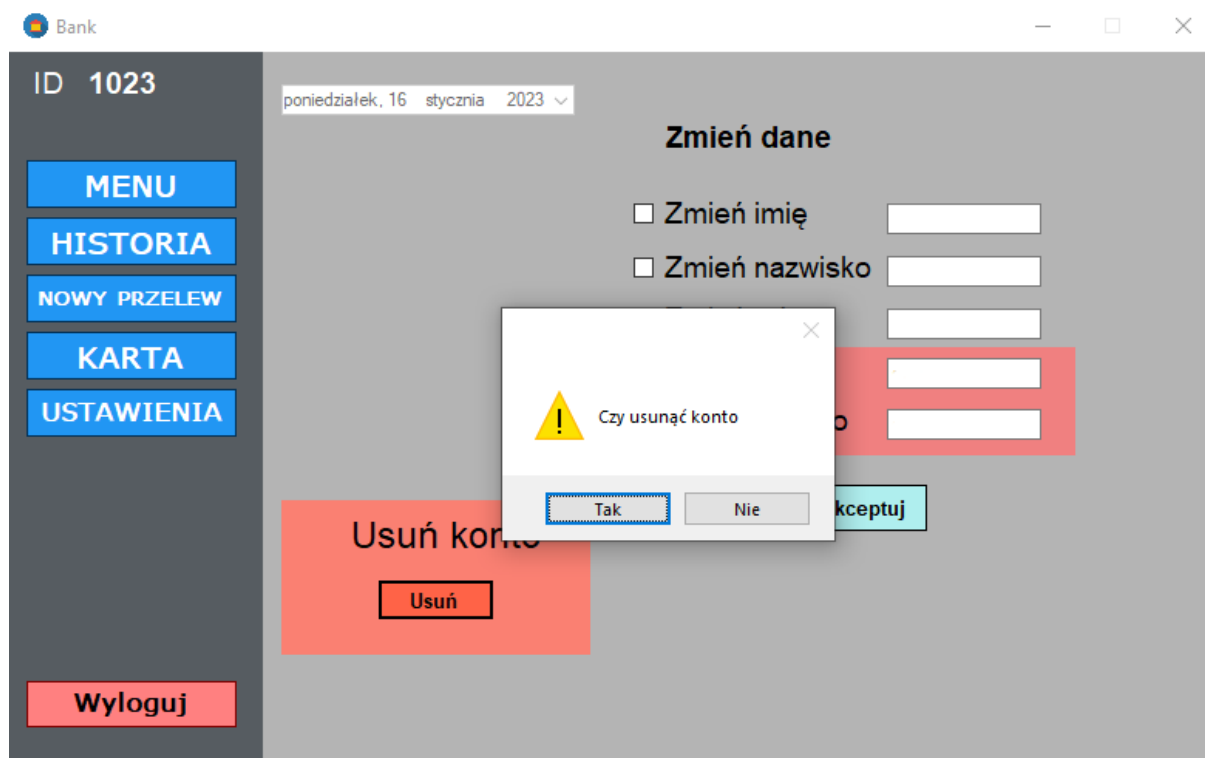 Bank
ID 1023
MENU
HISTORIA
NOWY PRZELEW
KARTA
USTAWIENIA
Wyloguj
poniedziałek, 16 stycznia 2023
Zmień dane
Zmień imię
Zmień nazwisko
Czy usunąć konto
Tak
Nie
kceptuj
Usuń konto
Usuń